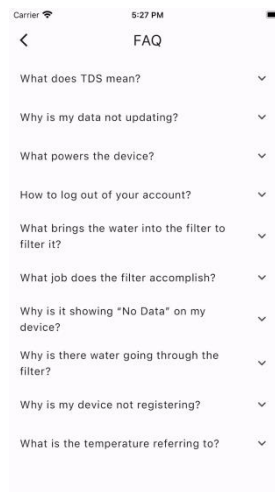 Carrier 5:27 PM
FAQ
What does TDS mean?
Why is my data not updating?
What powers the device?
How to log out of your account?
What brings the water into the filter to
filter it?
What job does the filter accomplish?
Why is it showing “No Data” on my
device?
Why is there water going through the
filter?
Why is my device not registering?
What is the temperature referring to?